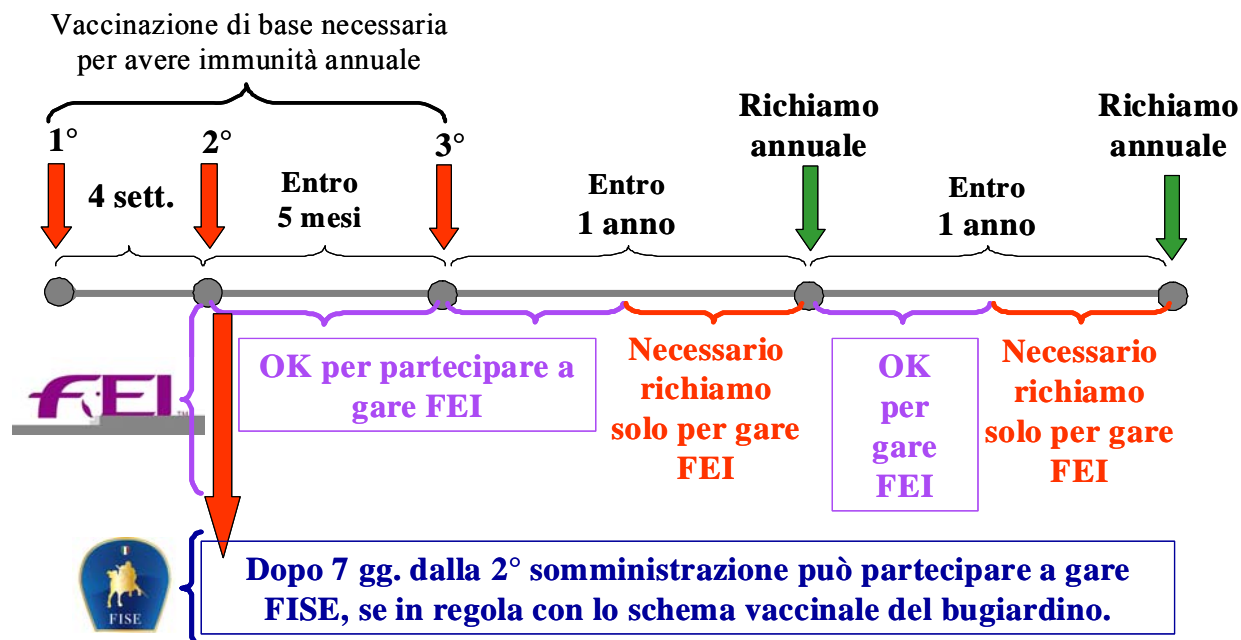 Vaccinazione di base necessaria
per avere immunità annuale
1°
2°
3°
Richiamo
annuale
Richiamo
annuale
4 sett.
Entro
5 mesi
Entro
1 anno
Entro
1 anno
FEI
TM
OK per partecipare a
gare FEI
Necessario
richiamo
solo per gare
FEI
OK
per
gare
FEI
Necessario
richiamo
solo per gare
FEI
FISE
Dopo 7 gg. dalla 2° somministrazione può partecipare a gare
FISE, se in regola con lo schema vaccinale del bugiardino.